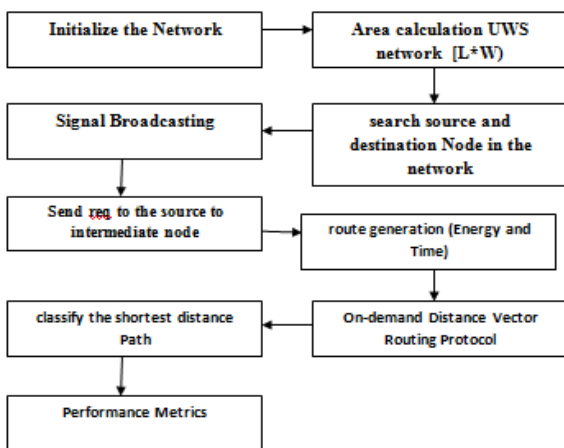 Initialize the Network
Area calculation UWS
network [L*W)
search source and
destination Node in the
network
Signal Broadcasting
Send req to the source to
intermediate node
route generation (Energy and
Time)
On-demand Distance Vector
Routing Protocol
classify the shortest distance
Path
Performance Metrics